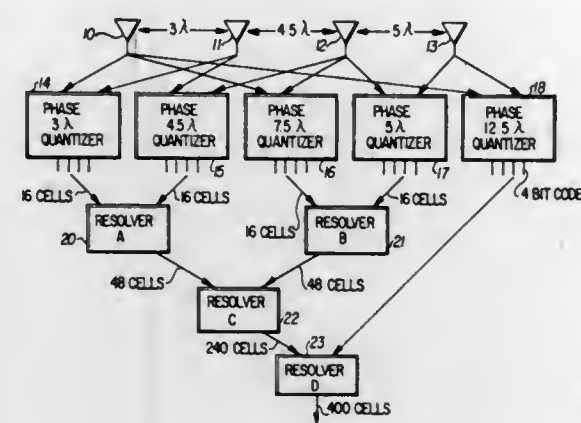 10 3λ 11 4.5 λ 12 5λ 13
14 18
PHASE 3 λ QUANTIZER
PHASE 4.5 λ QUANTIZER
PHASE 7.5 λ QUANTIZER
PHASE 5 λ QUANTIZER
PHASE 12 5 λ QUANTIZER
15 16 17
16 CELLS 16 CELLS 16 CELLS 16 CELLS 4 BIT CODE
RESOLVER A
RESOLVER B
20 21
48 CELLS 48 CELLS
RESOLVER C
22
240 CELLS 23
RESOLVER D
400 CELLS